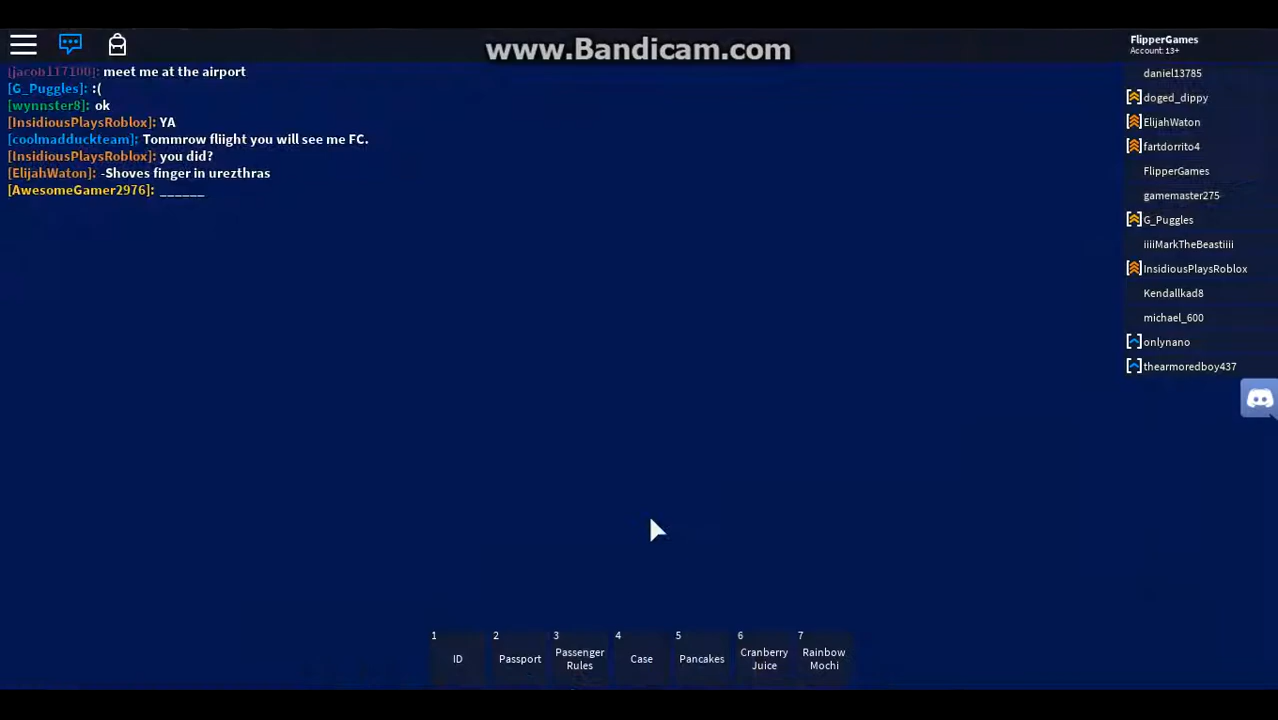 www.Bandicam.com
FlipperGames
Account: 13+
[jacob117100]: meet me at the airport
[G_Puggles]: :(
[wynnster8]: ok
[InsidiousPlaysRoblox]: YA
[coolmadduckteam]: Tommrow fliight you will see me FC.
[InsidiousPlaysRoblox]: you did?
[ElijahWaton]: -Shoves finger in urezthras
[AwesomeGamer2976]: ______
daniel13785
doged_dippy
ElijahWaton
fartdorrito4
FlipperGames
gamemaster275
G_Puggles
iiiiMarkTheBeastiiii
InsidiousPlaysRoblox
Kendallkad8
michael_600
onlynano
thearmoredboy437
1
ID
2
Passport
3
Passenger
Rules
4
Case
5
Pancakes
6
Cranberry
Juice
7
Rainbow
Mochi